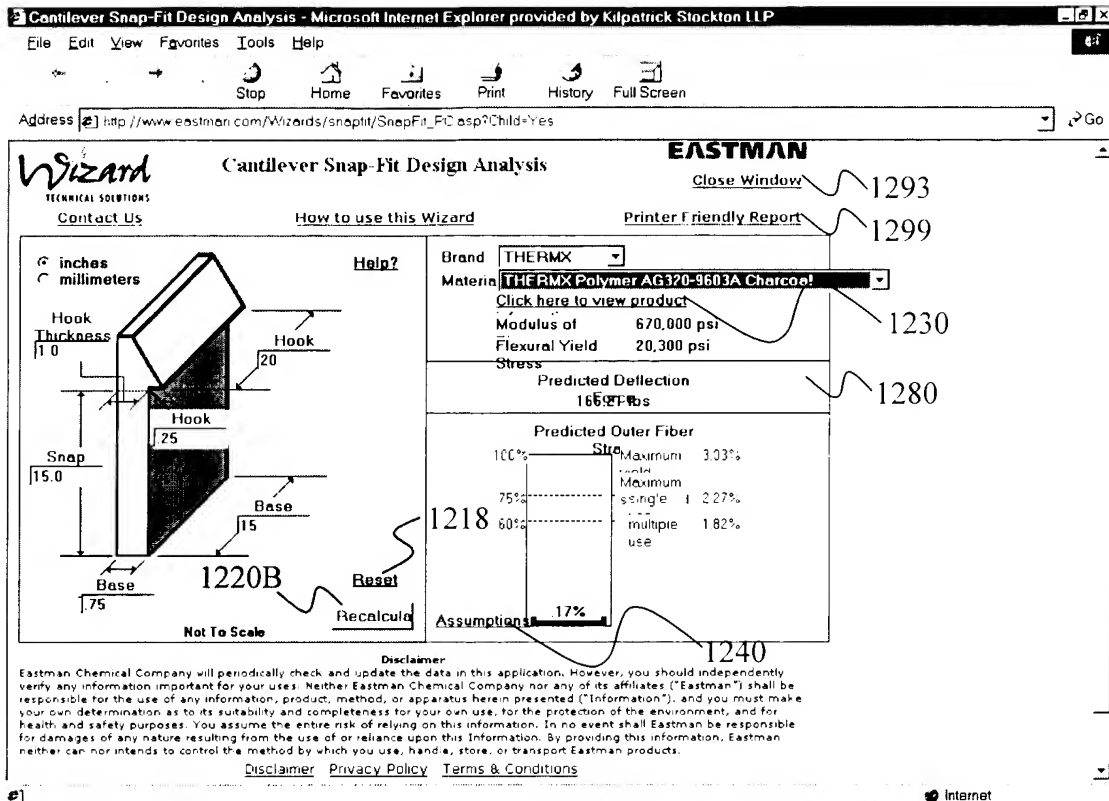 Cantilever Snap-Fit Design Analysis - Microsoft Internet Explorer provided by Kilpatrick Stockton LLP
File Edit View Favorites Tools Help
Stop Home Favorites Print History Full Screen
Address http://www.eastman.com/Wizards/snapfit/SnapFit_PC.asp?Child=Yes Go
Wizard
TECHNICAL SOLUTIONS
Cantilever Snap-Fit Design Analysis
EASTMAN
Close Window
1293
Contact Us
How to use this Wizard
Printer Friendly Report
1299
inches
millimeters
Help?
Hook
Thickness
1.0
Hook
20
Hook
.25
Snap
15.0
Base
15
Base
.75
1220B
1218
Reset
Recalcula
Not To Scale
Brand THERMX
Materia THERMX Polymer AG320-9603A Charcoal
Click here to view product
1230
Modulus of 670,000 psi
Flexural Yield 20,300 psi
Stress
Predicted Deflection
166.21 lbs
1280
Predicted Outer Fiber
Stra
100% Maximum 3.03%
Maximum
75% single 2.27%
60% multiple 1.82%
use
.17%
Assumptions
1240
Disclaimer
Eastman Chemical Company will periodically check and update the data in this application. However, you should independently
verify any information important for your uses. Neither Eastman Chemical Company nor any of its affiliates ("Eastman") shall be
responsible for the use of any information, product, method, or apparatus herein presented ("Information"), and you must make
your own determination as to its suitability and completeness for your own use, for the protection of the environment, and for
health and safety purposes. You assume the entire risk of relying on this information. In no event shall Eastman be responsible
for damages of any nature resulting from the use of or reliance upon this Information. By providing this information, Eastman
neither can nor intends to control the method by which you use, handle, store, or transport Eastman products.
Disclaimer Privacy Policy Terms & Conditions
Internet